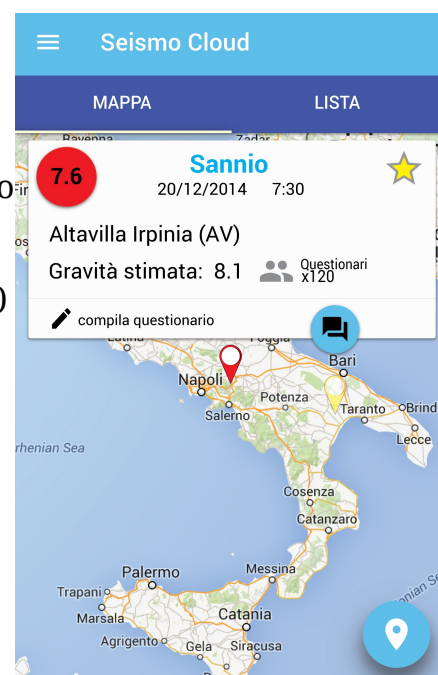 Seismo Cloud
MAPPA LISTA
Ravenna Zadar
7.6
Sannio
20/12/2014 7:30
Altavilla Irpinia (AV)
Gravità stimata: 8.1
Questionari
x120
compila questionario
Latina
Foggia
Bari
Napoli
Potenza
Salerno
Taranto
Brind
Lecce
rhenian Sea
Cosenza
Catanzaro
Palermo
Messina
Trapani
Marsala
Catania
Agrigento
Gela
Siracusa
onian S